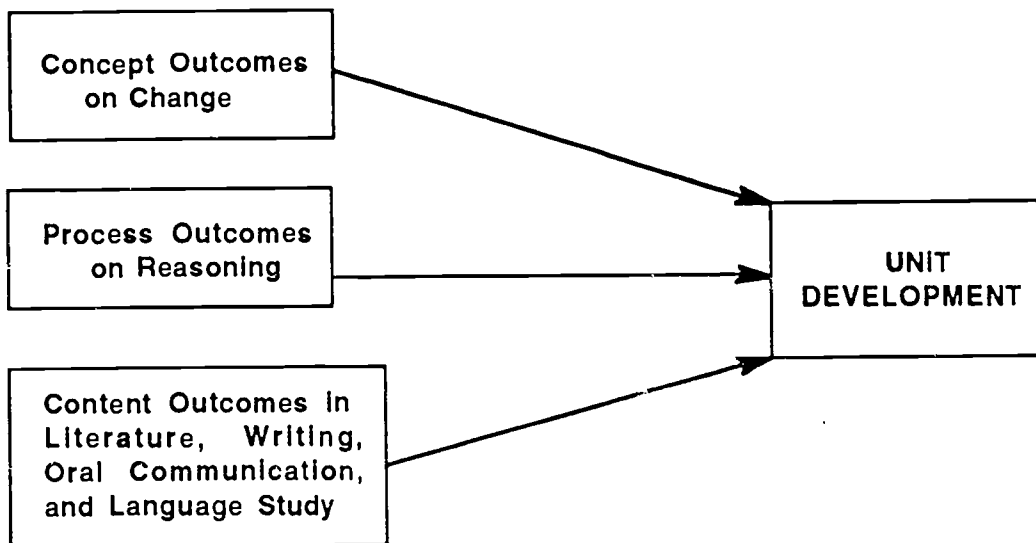 Concept Outcomes
on Change
Process Outcomes
on Reasoning
Content Outcomes in
Literature, Writing,
Oral Communication,
and Language Study
UNIT
DEVELOPMENT